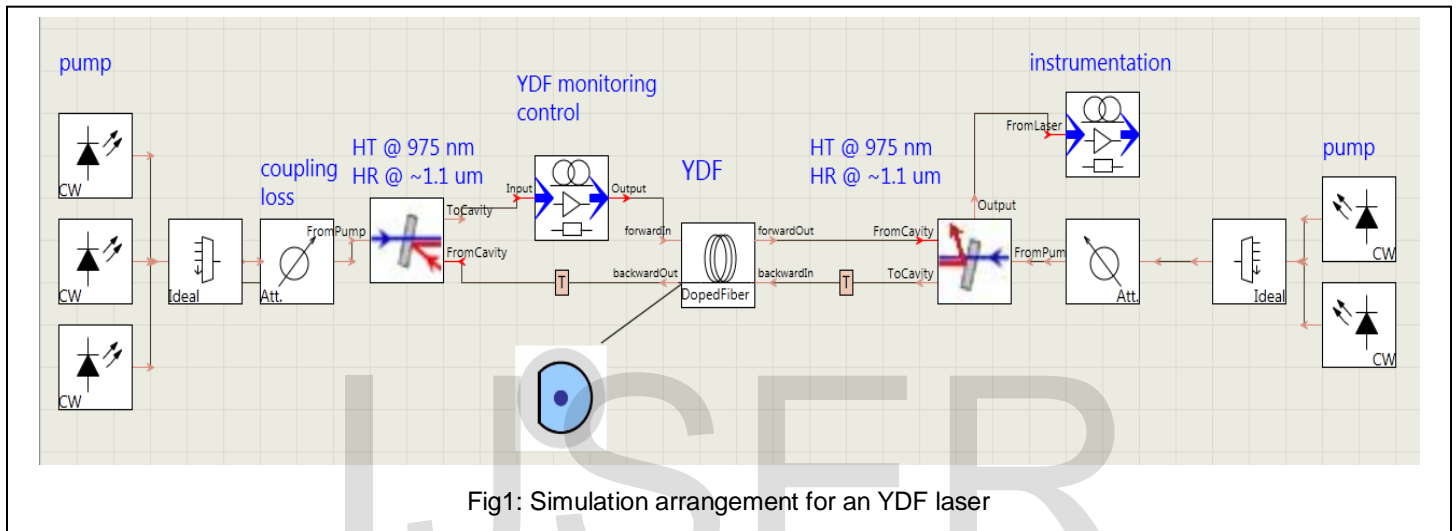 pump
CW
CW
CW
Ideal
coupling
loss
Att.
FromPump
HT @ 975 nm
HR @ ~1.1 um
ToCavity
FromCavity
YDF monitoring
control
Input
Output
YDF
forwardIn
forwardOut
backwardOut
backwardIn
DopedFiber
T
T
HT @ 975 nm
HR @ ~1.1 um
FromCavity
ToCavity
Output
FromPum
instrumentation
FromLaser
Att.
Ideal
pump
CW
CW
IJSER
Fig1: Simulation arrangement for an YDF laser